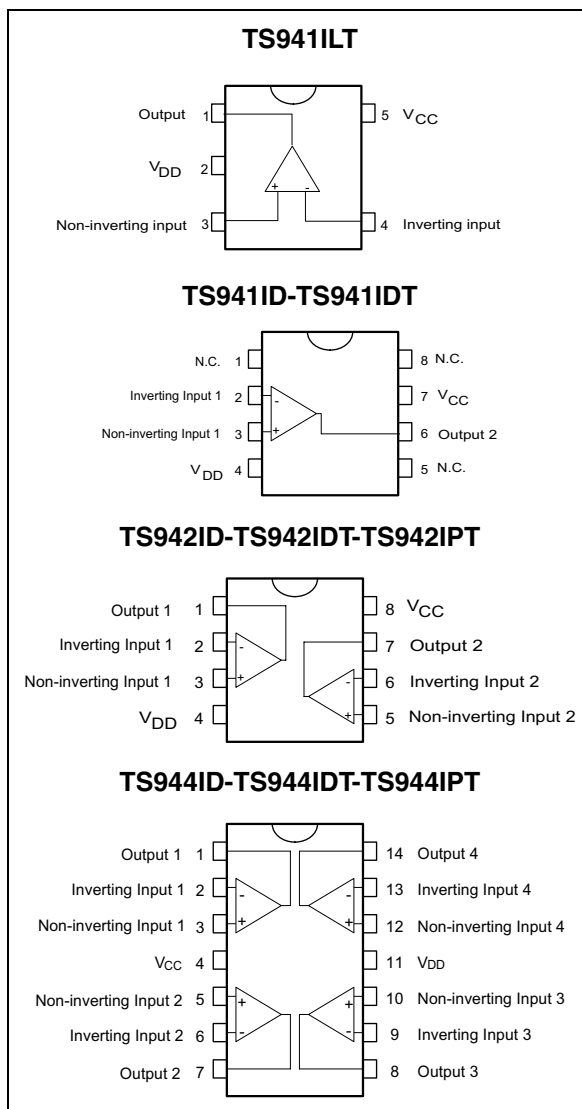 TS941ILT
Output 1 5 VCC
VDD 2
Non-inverting input 3 + - 4 Inverting input
TS941ID-TS941IDT
N.C. 1 8 N.C.
Inverting Input 1 2 - 7 VCC
Non-inverting Input 1 3 + 6 Output 2
VDD 4 5 N.C.
TS942ID-TS942IDT-TS942IPT
Output 1 1 8 VCC
Inverting Input 1 2 - 7 Output 2
Non-inverting Input 1 3 + - 6 Inverting Input 2
VDD 4 + 5 Non-inverting Input 2
TS944ID-TS944IDT-TS944IPT
Output 1 1 14 Output 4
Inverting Input 1 2 - - 13 Inverting Input 4
Non-inverting Input 1 3 + + 12 Non-inverting Input 4
VCC 4 11 VDD
Non-inverting Input 2 5 + + 10 Non-inverting Input 3
Inverting Input 2 6 - - 9 Inverting Input 3
Output 2 7 8 Output 3